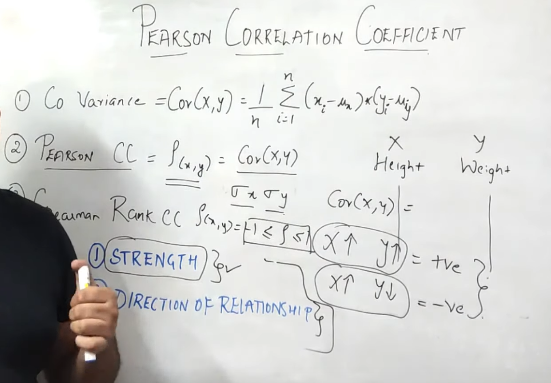 PEARSON CORRELATION COEFFICIENT
① Co Variance = Cov(x,y) = 1/n Σ i=1 n (xi-μx)*(yi-μy)
② PEARSON CC = ρ(x,y) = Cov(x,y) / σx σy
X Height Y Weight
Rank CC ρ(x,y) = -1 ≤ ρ ≤ 1
Cov(x,y) =
X↑ Y↑ = +ve
X↑ Y↓ = -ve
① STRENGTH
DIRECTION OF RELATIONSHIP